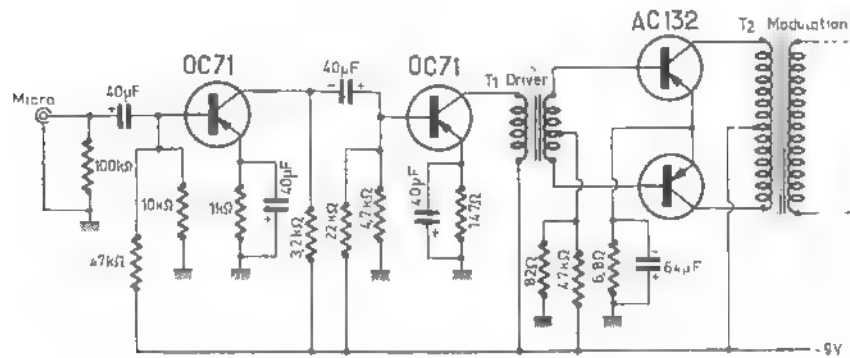 AC132
T2 Modulation
OC71
OC71
40µF
40µF
T1 Driver
Micro
100kΩ
10kΩ
1kΩ
40µF
3,2kΩ
22kΩ
4,7kΩ
40µF
147Ω
47kΩ
82Ω
4,7kΩ
6,8Ω
64µF
-9V